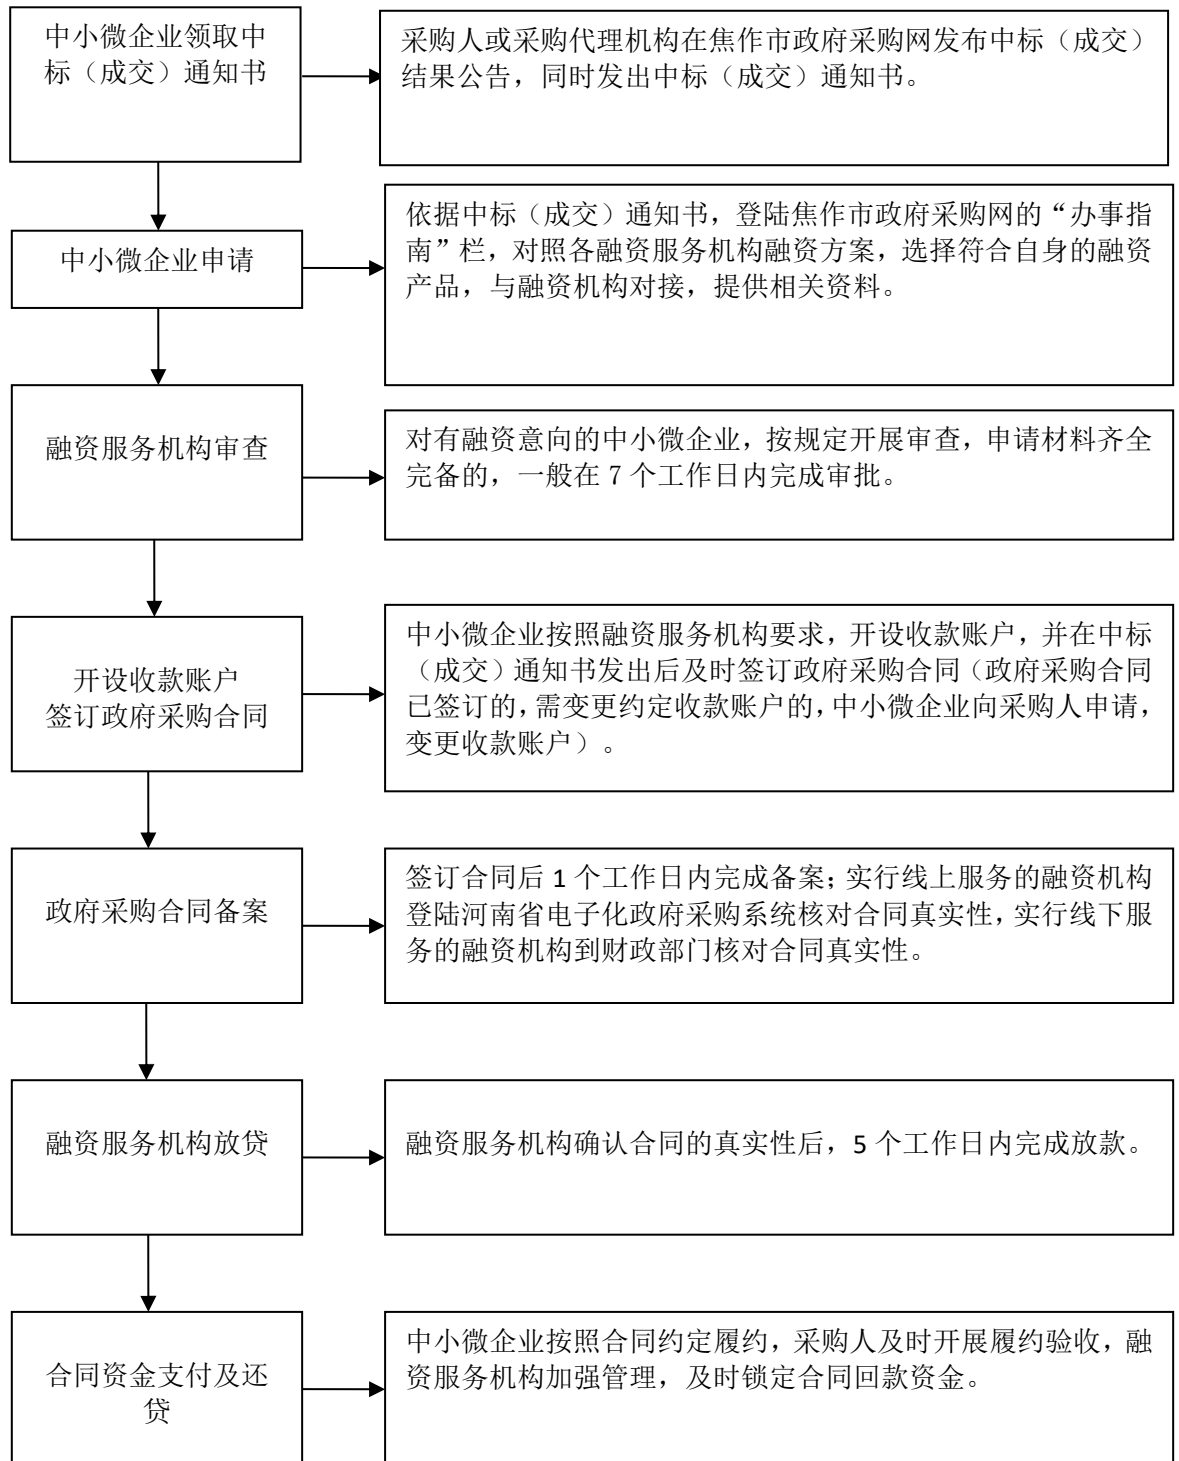 中小微企业领取中
标（成交）通知书
采购人或采购代理机构在焦作市政府采购网发布中标（成交）
结果公告，同时发出中标（成交）通知书。
中小微企业申请
依据中标（成交）通知书，登陆焦作市政府采购网的“办事指
南”栏，对照各融资服务机构融资方案，选择符合自身的融资
产品，与融资机构对接，提供相关资料。
融资服务机构审查
对有融资意向的中小微企业，按规定开展审查，申请材料齐全
完备的，一般在 7 个工作日内完成审批。
开设收款账户
签订政府采购合同
中小微企业按照融资服务机构要求，开设收款账户，并在中标
（成交）通知书发出后及时签订政府采购合同（政府采购合同
已签订的，需变更约定收款账户的，中小微企业向采购人申请，
变更收款账户）。
政府采购合同备案
签订合同后 1 个工作日内完成备案；实行线上服务的融资机构
登陆河南省电子化政府采购系统核对合同真实性，实行线下服
务的融资机构到财政部门核对合同真实性。
融资服务机构放贷
融资服务机构确认合同的真实性后，5 个工作日内完成放款。
合同资金支付及还
贷
中小微企业按照合同约定履约，采购人及时开展履约验收，融
资服务机构加强管理，及时锁定合同回款资金。